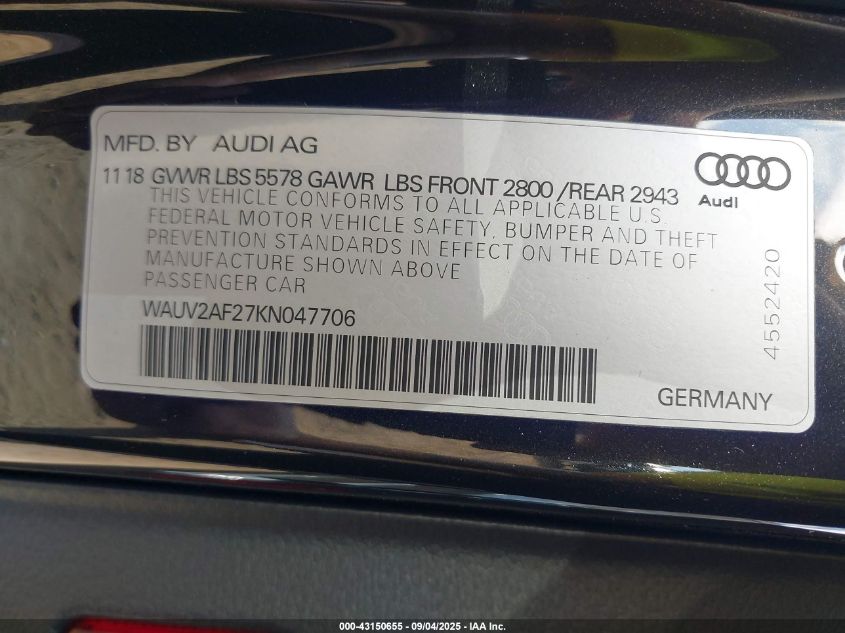 MFD. BY AUDI AG
11 18 GVWR LBS 5578 GAWR LBS FRONT 2800 /REAR 2943
THIS VEHICLE CONFORMS TO ALL APPLICABLE U.S.
FEDERAL MOTOR VEHICLE SAFETY, BUMPER AND THEFT
PREVENTION STANDARDS IN EFFECT ON THE DATE OF
MANUFACTURE SHOWN ABOVE
PASSENGER CAR
Audi
WAUV2AF27KN047706
4552420
GERMANY
000-43150655 - 09/04/2025 - IAA Inc.